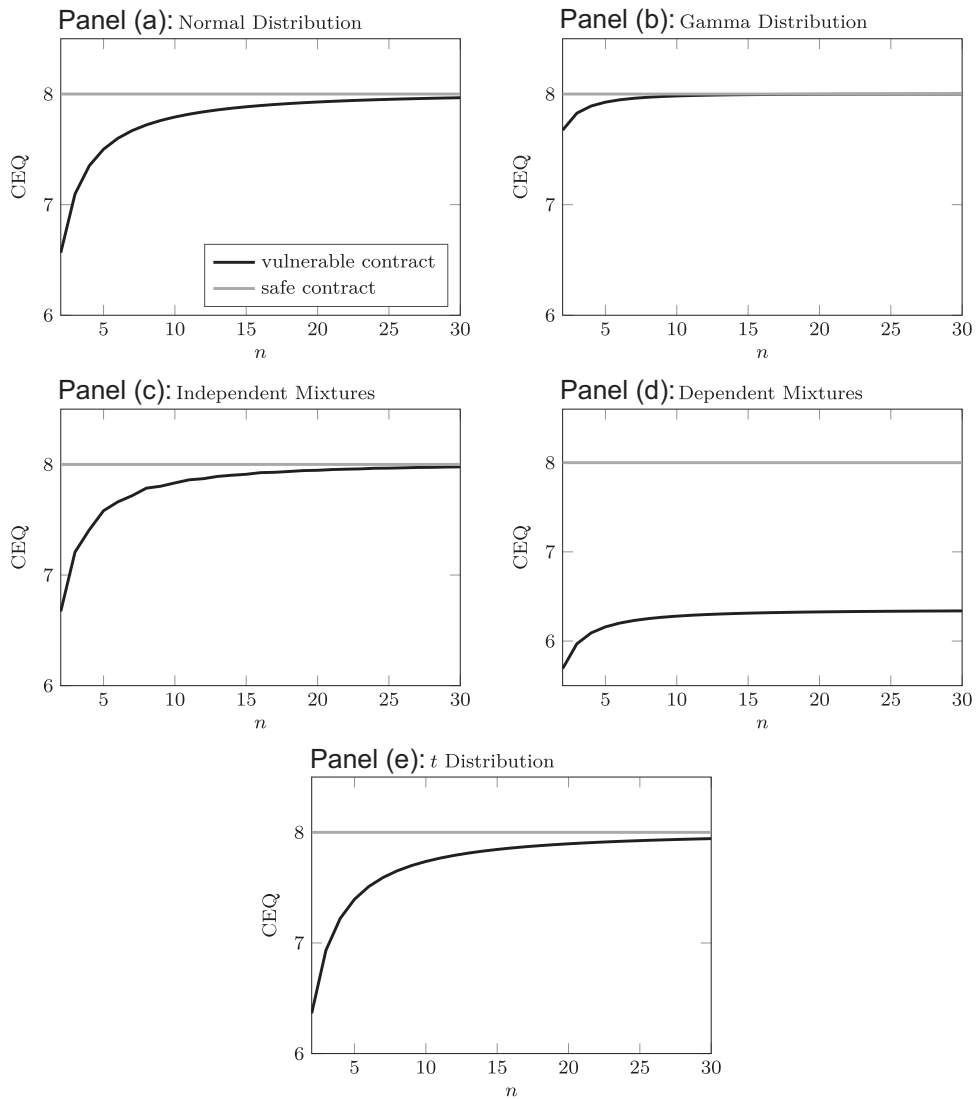 Panel (a): Normal Distribution
8
7
6
CEQ
vulnerable contract
safe contract
5 10 15 20 25 30
n
Panel (b): Gamma Distribution
8
7
6
CEQ
5 10 15 20 25 30
n
Panel (c): Independent Mixtures
8
7
6
CEQ
5 10 15 20 25 30
n
Panel (d): Dependent Mixtures
8
7
6
CEQ
5 10 15 20 25 30
n
Panel (e): t Distribution
8
7
6
CEQ
5 10 15 20 25 30
n